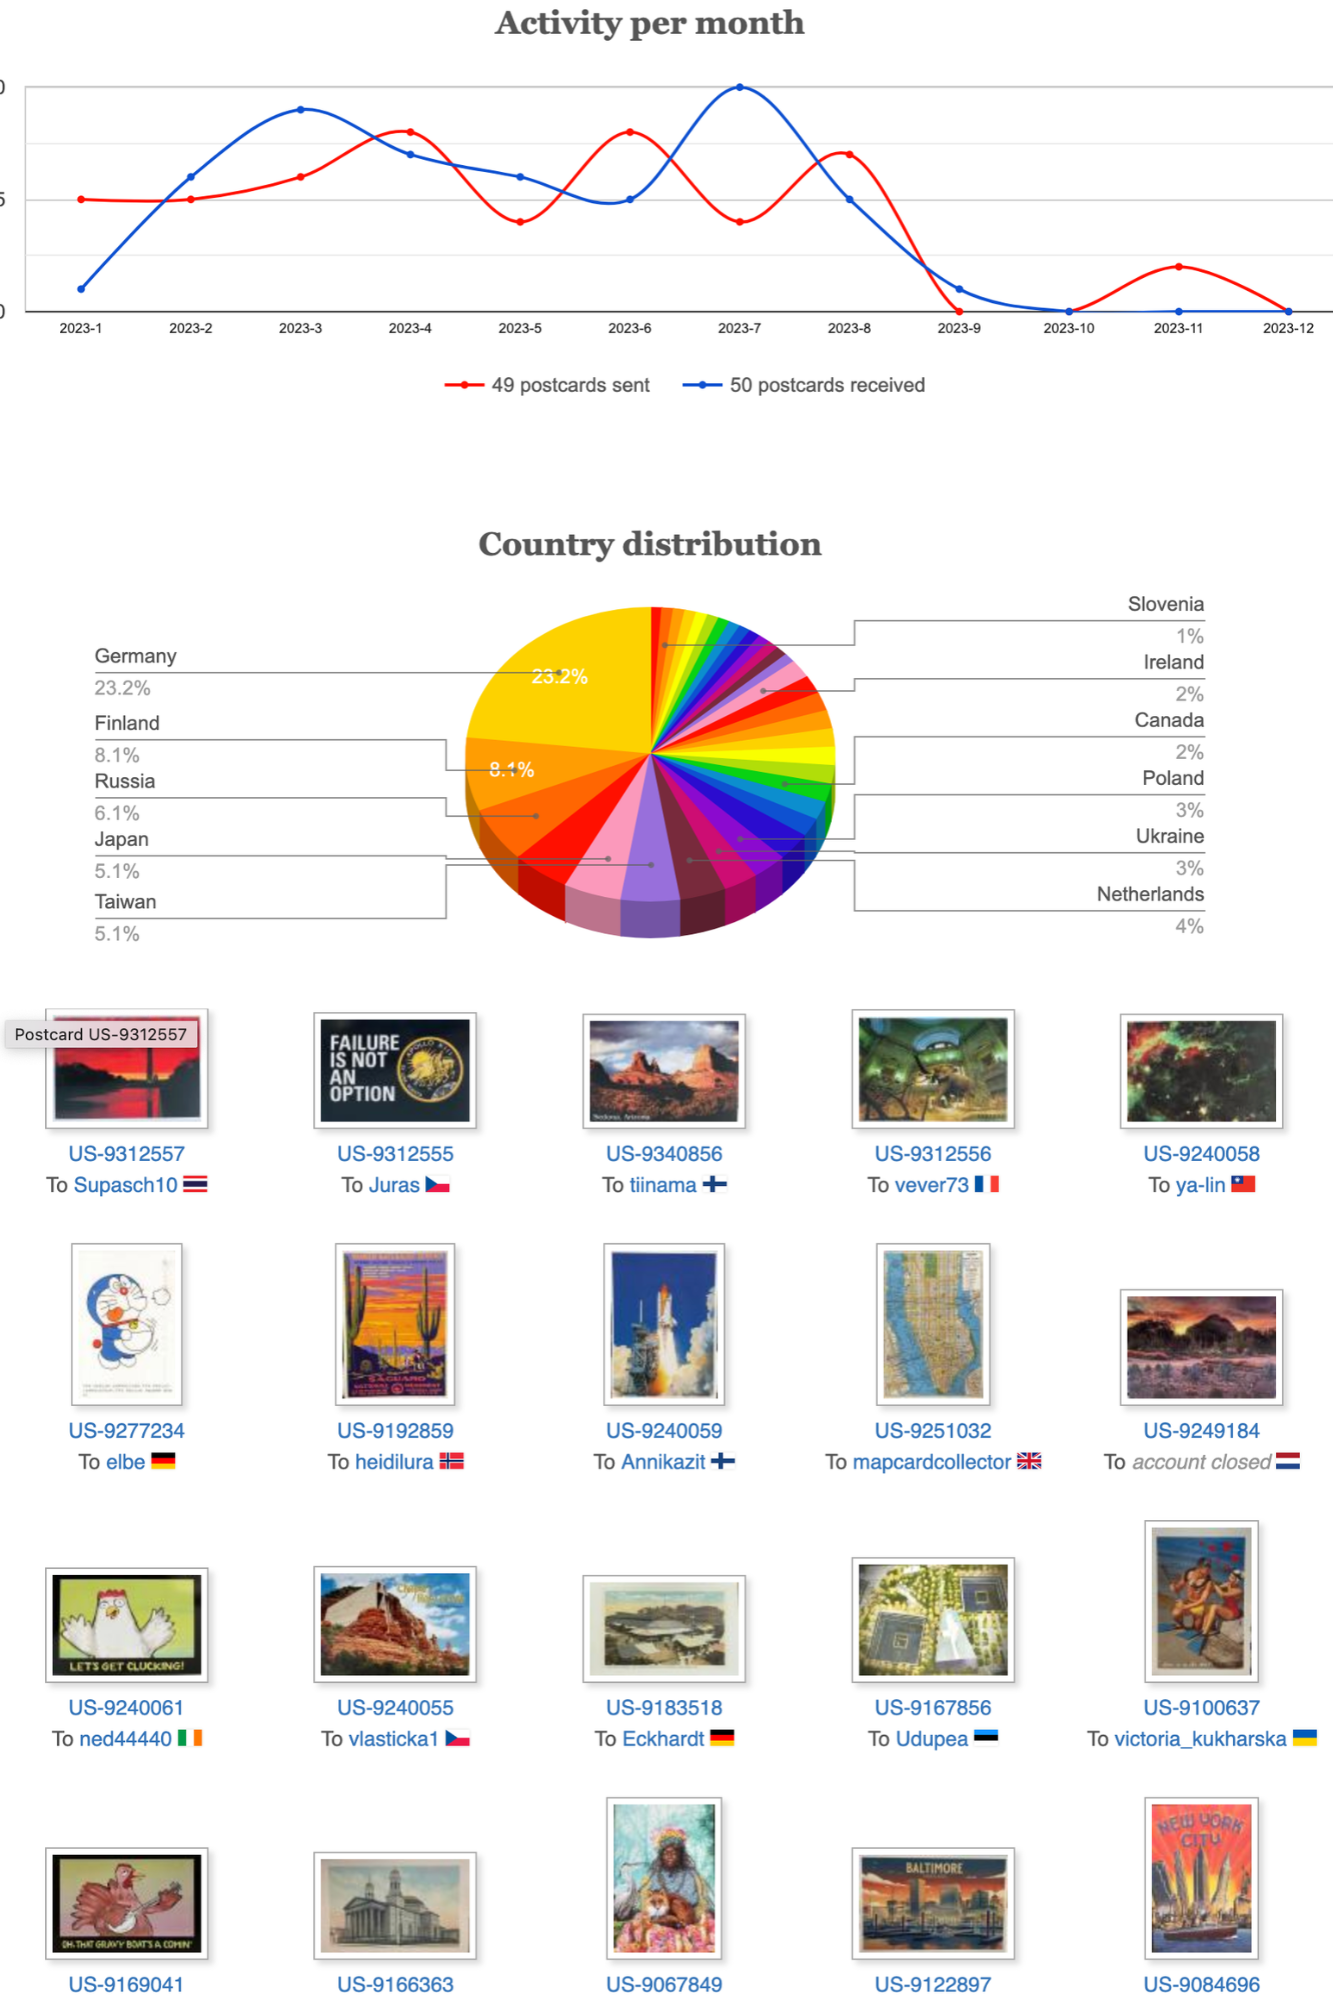 Activity per month
0
5
0
2023-1 2023-2 2023-3 2023-4 2023-5 2023-6 2023-7 2023-8 2023-9 2023-10 2023-11 2023-12
49 postcards sent 50 postcards received
Country distribution
Germany
23.2%
Finland
8.1%
Russia
6.1%
Japan
5.1%
Taiwan
5.1%
23.2%
8.1%
Slovenia
1%
Ireland
2%
Canada
2%
Poland
3%
Ukraine
3%
Netherlands
4%
Postcard US-9312557
FAILURE
IS NOT
AN
OPTION
APOLLO
Sedona, Arizona
US-9312557 US-9312555 US-9340856 US-9312556 US-9240058
To Supasch10 To Juras To tiinama To vever73 To ya-lin
SAGUARO
US-9277234 US-9192859 US-9240059 US-9251032 US-9249184
To elbe To heidilura To Annikazit To mapcardcollector To account closed
LET'S GET CLUCKING!
US-9240061 US-9240055 US-9183518 US-9167856 US-9100637
To ned44440 To vlasticka1 To Eckhardt To Udupea To victoria_kukharska
OH, THAT GRAVY BOAT'S A COMIN'
BALTIMORE
NEW YORK
CITY
US-9169041 US-9166363 US-9067849 US-9122897 US-9084696